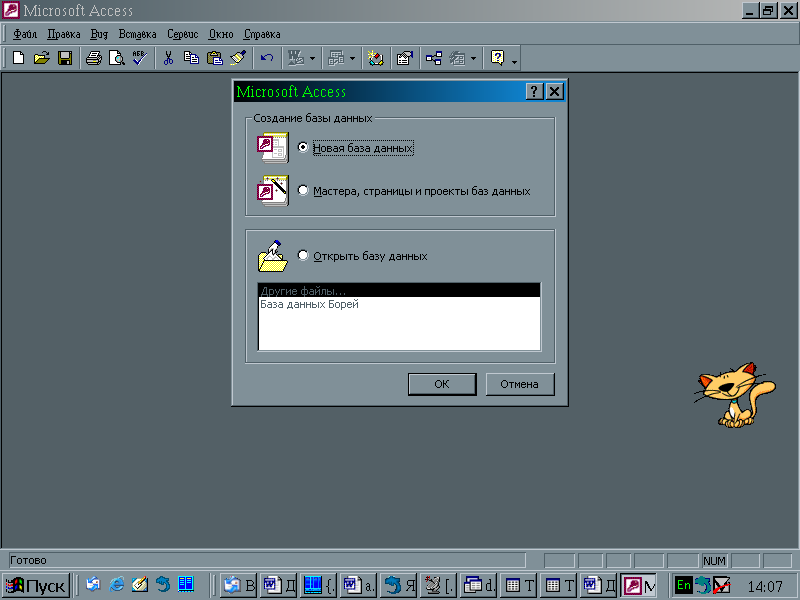 Microsoft Access
Файл Правка Вид Вставка Сервис Окно Справка
Microsoft Access
Создание базы данных
Новая база данных
Мастера, страницы и проекты баз данных
Открыть базу данных
Другие файлы...
База данных Борей
ОК Отмена
Готово NUM
Пуск В Д {. а. Я [. d. Т Т Д М En 14:07